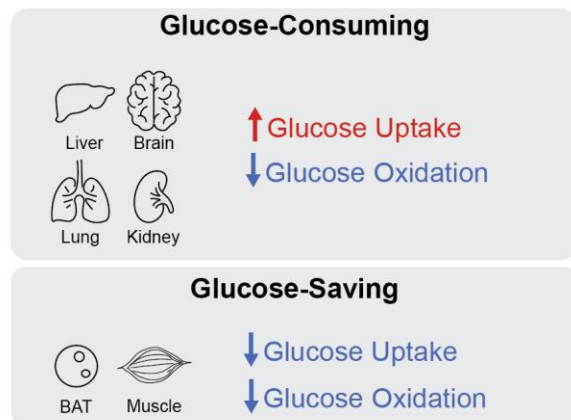 Glucose-Consuming
Liver Brain
Lung Kidney
Glucose Uptake
Glucose Oxidation
Glucose-Saving
BAT Muscle
Glucose Uptake
Glucose Oxidation